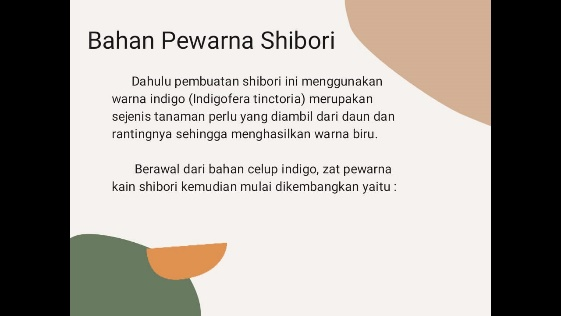 Bahan Pewarna Shibori
Dahulu pembuatan shibori ini menggunakan
warna indigo (Indigofera tinctoria) merupakan
sejenis tanaman perlu yang diambil dari daun dan
rantingnya sehingga menghasilkan warna biru.
Berawal dari bahan celup indigo, zat pewarna
kain shibori kemudian mulai dikembangkan yaitu :